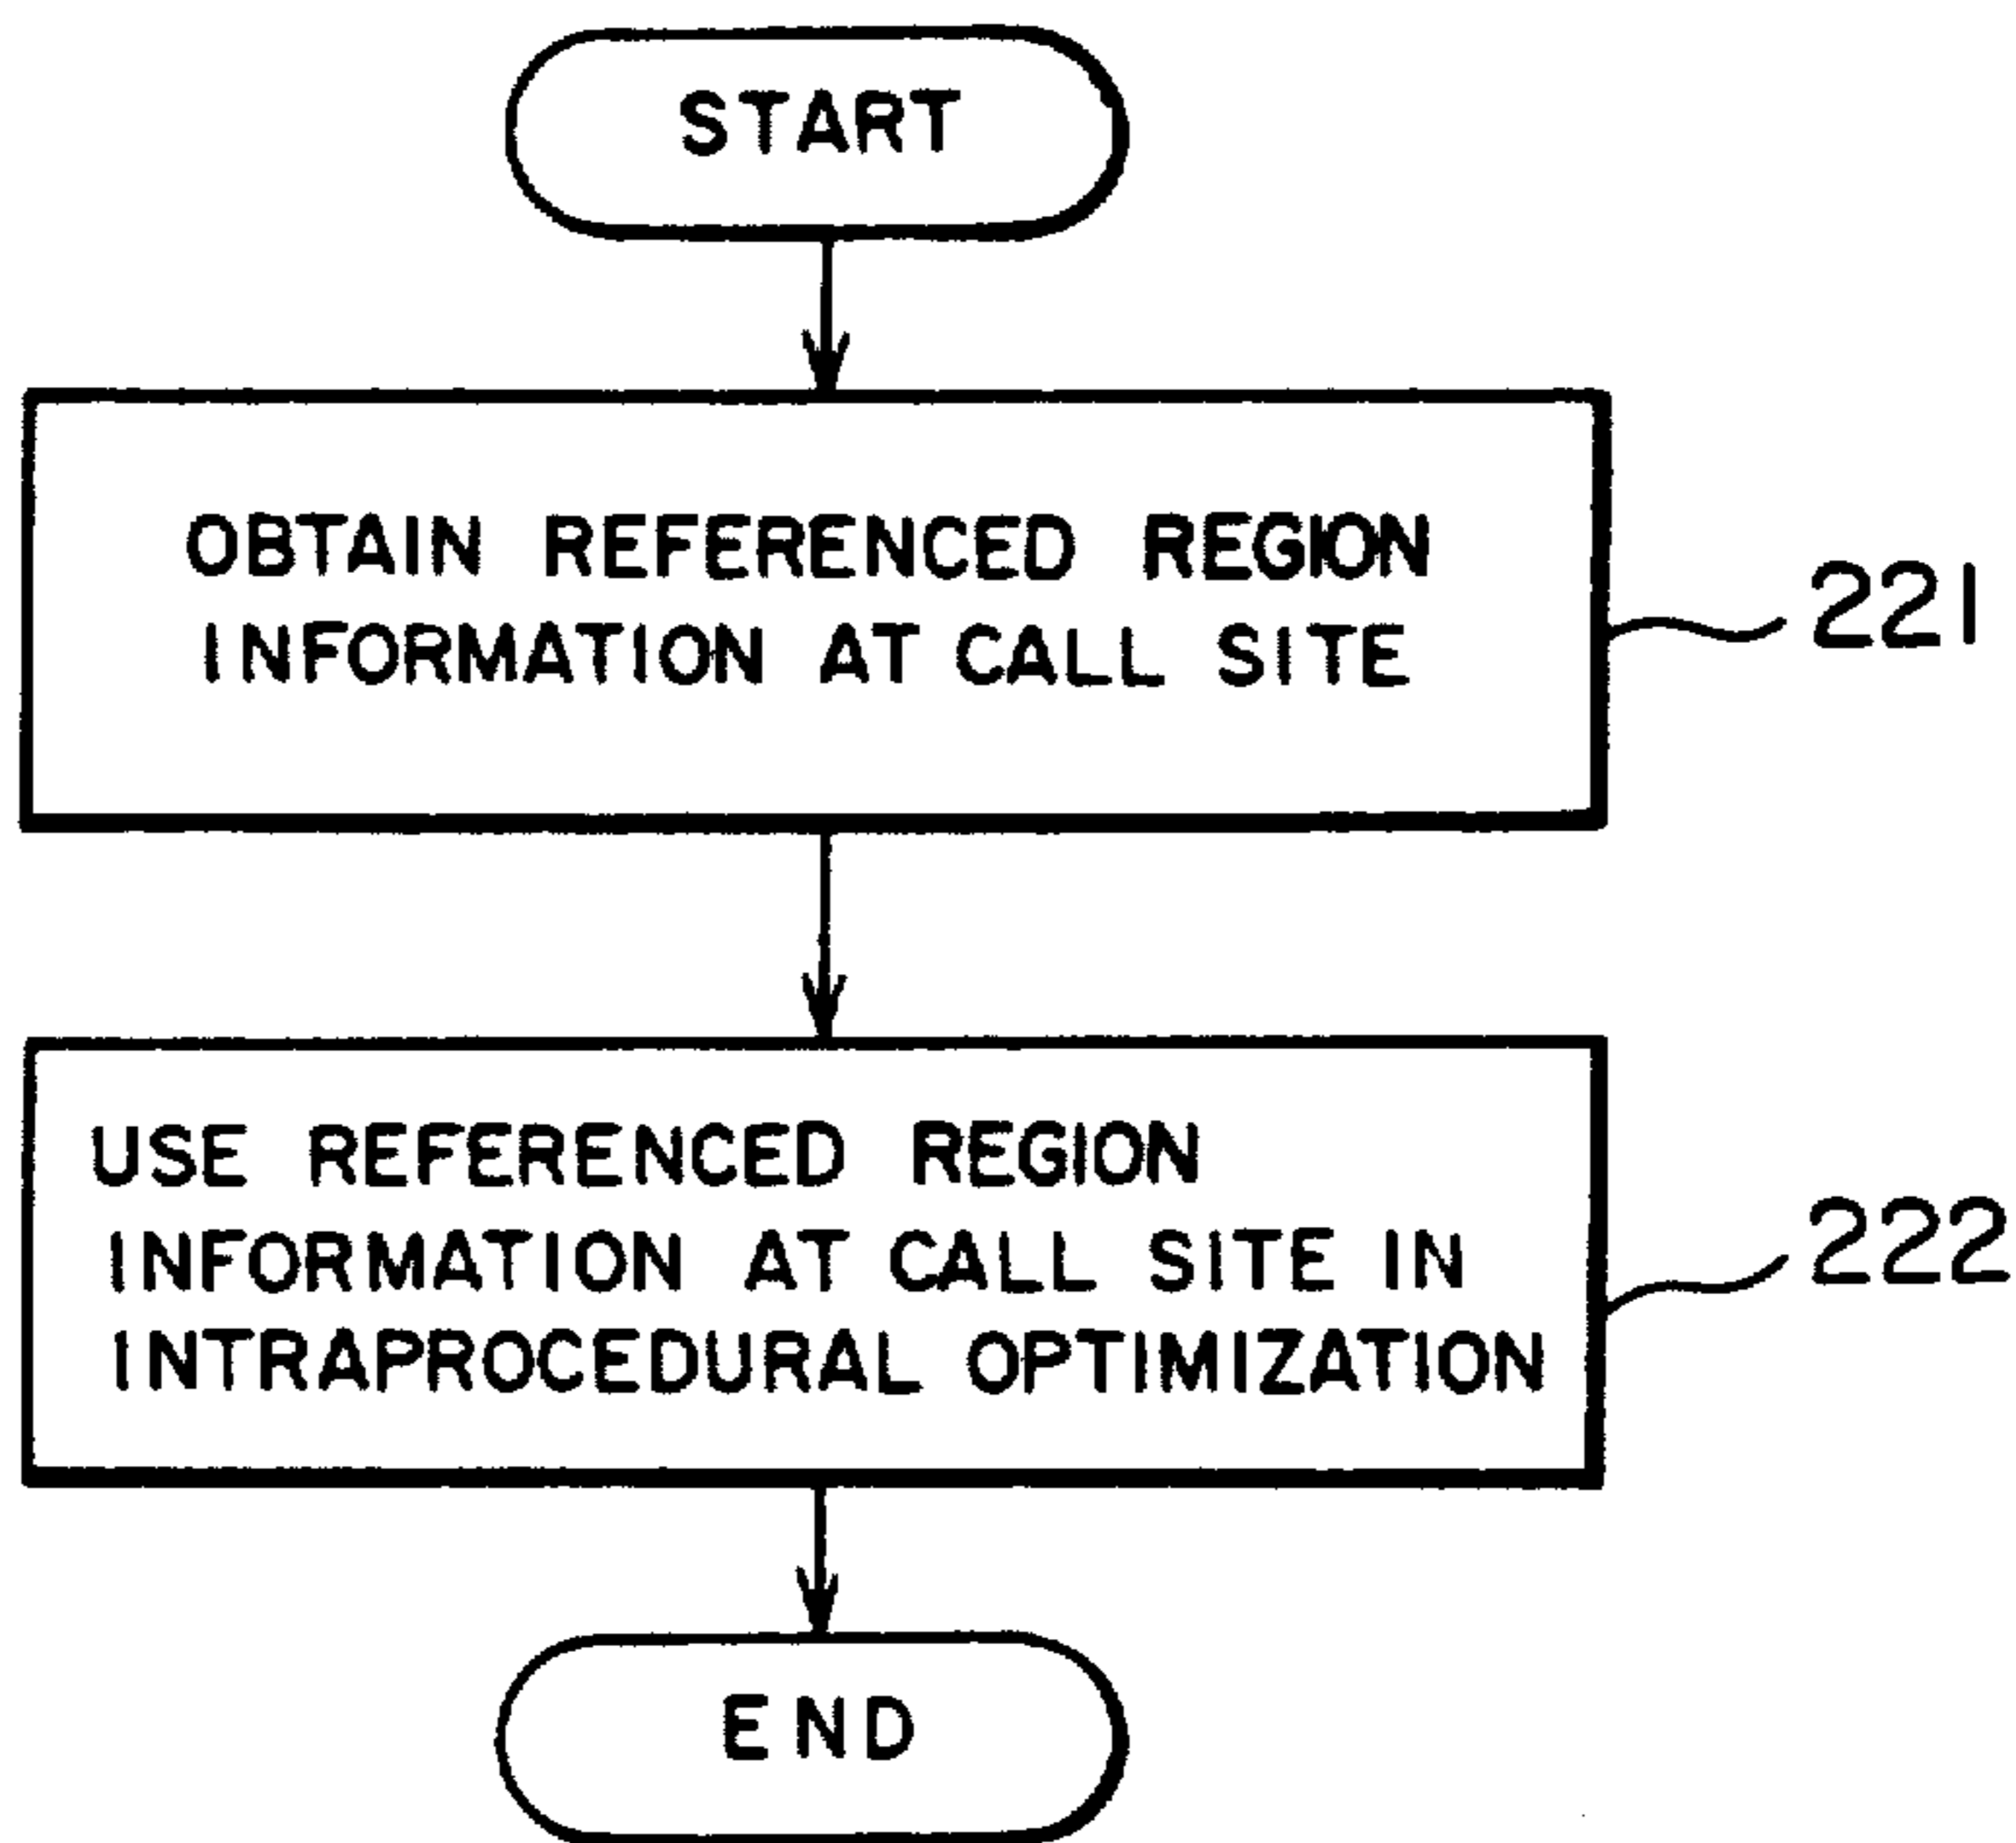 START
OBTAIN REFERENCED REGION
INFORMATION AT CALL SITE
221
USE REFERENCED REGION
INFORMATION AT CALL SITE IN
INTRAPROCEDURAL OPTIMIZATION
222
END